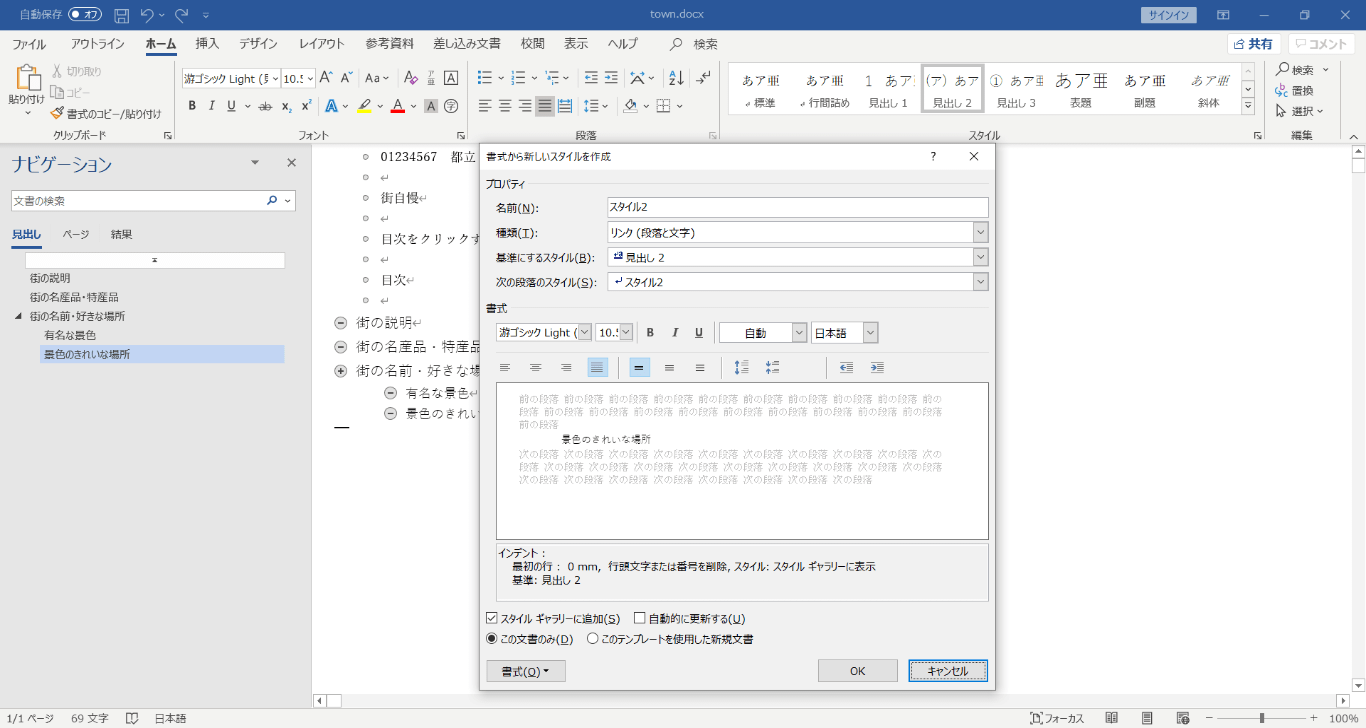 自動保存 オフ town.docx サインイン
ファイル アウトライン ホーム 挿入 デザイン レイアウト 参考資料 差し込み文書 校閲 表示 ヘルプ 検索 共有 コメント
貼り付け 切り取り コピー 書式のコピー/貼り付け
クリップボード
游ゴシック Light (見 10.5 A A Aa
B I U ab x₂ x² A A A 字
フォント
段落
あア亜 あア亜 1 あア (ア) あア ① あア亜 あア亜 あア亜 あア亜
標準 行間詰め 見出し 1 見出し 2 見出し 3 表題 副題 斜体
スタイル
検索
置換
選択
編集
ナビゲーション
文書の検索
見出し ページ 結果
街の説明
街の名産品・特産品
街の名前・好きな場所
有名な景色
景色のきれいな場所
01234567 都立
街自慢
目次をクリックす
目次
街の説明
街の名産品・特産品
街の名前・好きな場
有名な景色
景色のきれい
書式から新しいスタイルを作成 ?
プロパティ
名前(N): スタイル2
種類(T): リンク (段落と文字)
基準にするスタイル(B): 見出し 2
次の段落のスタイル(S): スタイル2
書式
游ゴシック Light ( 10.5 B I U 自動 日本語
前の段落 前の段落 前の段落 前の段落 前の段落 前の段落 前の段落 前の段落 前の段落 前の
段落 前の段落 前の段落 前の段落 前の段落 前の段落 前の段落 前の段落 前の段落 前の段落
前の段落
景色のきれいな場所
次の段落 次の段落 次の段落 次の段落 次の段落 次の段落 次の段落 次の段落 次の段落 次の
段落 次の段落 次の段落 次の段落 次の段落 次の段落 次の段落 次の段落 次の段落 次の段落
次の段落 次の段落 次の段落 次の段落 次の段落 次の段落 次の段落 次の段落
インデント :
最初の行 : 0 mm, 行頭文字または番号を削除, スタイル: スタイル ギャラリーに表示
基準: 見出し 2
スタイル ギャラリーに追加(S) 自動的に更新する(U)
この文書のみ(D) このテンプレートを使用した新規文書
書式(O) OK キャンセル
1/1 ページ 69 文字 日本語 フォーカス 100%